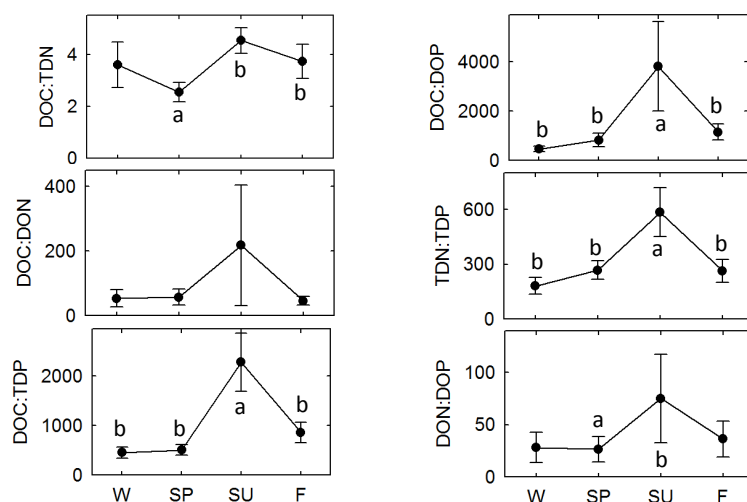 DOC:TDN
4
2
0
a
b
b
DOC:DON
400
200
0
DOC:TDP
2000
1000
0
b
b
a
b
W SP SU F
DOC:DOP
4000
2000
0
b
b
a
b
TDN:TDP
600
300
0
b
b
a
b
DON:DOP
100
50
0
a
b
W SP SU F